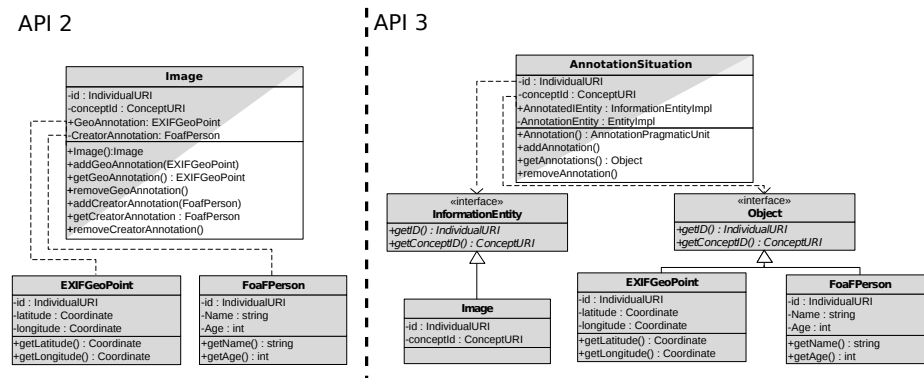 API 2
Image
-id : IndividualURI
-conceptId : ConceptURI
+GeoAnnotation: EXIFGeoPoint
-CreatorAnnotation: FoafPerson
+Image():Image
+addGeoAnnotation(EXIFGeoPoint)
+getGeoAnnotation() : EXIFGeoPoint
+removeGeoAnnotation()
+addCreatorAnnotation(FoafPerson)
+getCreatorAnnotation : FoafPerson
+removeCreatorAnnotation()
EXIFGeoPoint
-id : IndividualURI
-latitude : Coordinate
-longitude : Coordinate
+getLatitude() : Coordinate
+getLongitude() : Coordinate
FoaFPerson
-id : IndividualURI
-Name : string
-Age : int
+getName() : string
+getAge() : int
API 3
AnnotationSituation
-id : IndividualURI
-conceptId : ConceptURI
+AnnotatedIEntity : InformationEntityImpl
-AnnotationEntity : EntityImpl
+Annotation() : AnnotationPragmaticUnit
+addAnnotation()
+getAnnotations() : Object
+removeAnnotation()
«interface»
InformationEntity
+getID() : IndividualURI
+getConceptID() : ConceptURI
«interface»
Object
+getID() : IndividualURI
+getConceptID() : ConceptURI
Image
-id : IndividualURI
-conceptId : ConceptURI
EXIFGeoPoint
-id : IndividualURI
-latitude : Coordinate
-longitude : Coordinate
+getLatitude() : Coordinate
+getLongitude() : Coordinate
FoaFPerson
-id : IndividualURI
-Name : string
-Age : int
+getName() : string
+getAge() : int